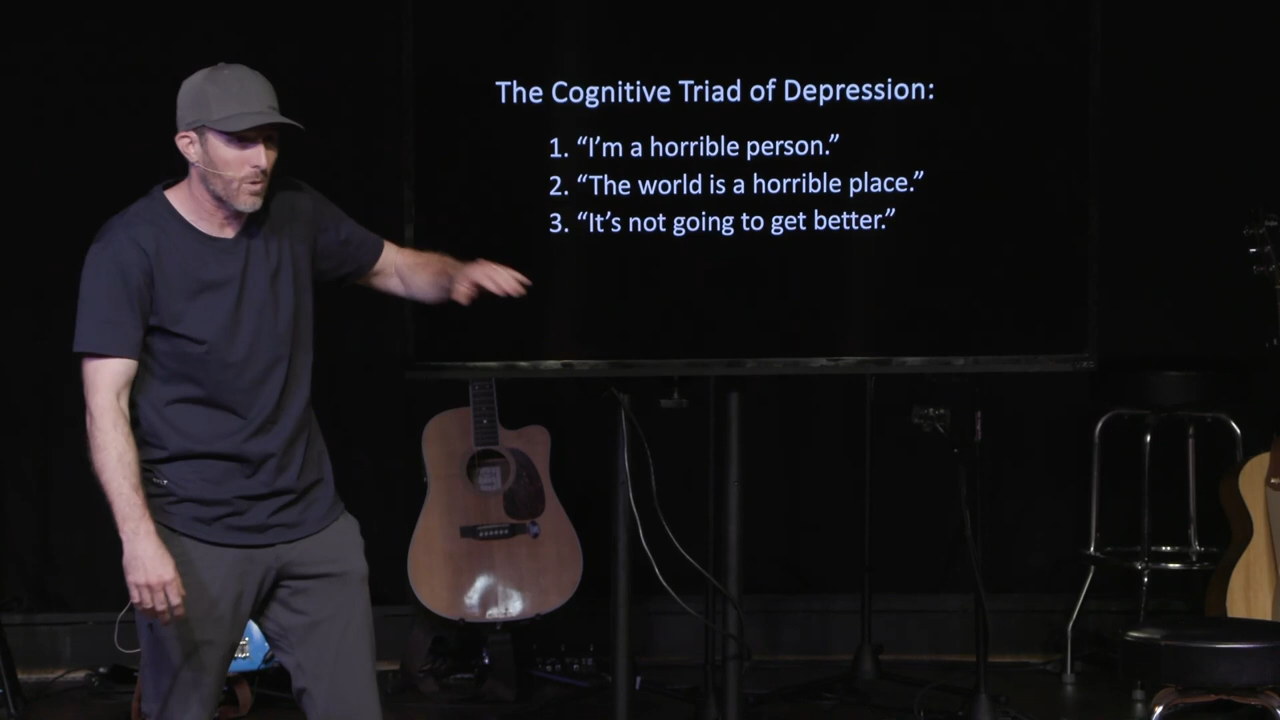 The Cognitive Triad of Depression:
1. “I’m a horrible person.”
2. “The world is a horrible place.”
3. “It’s not going to get better.”